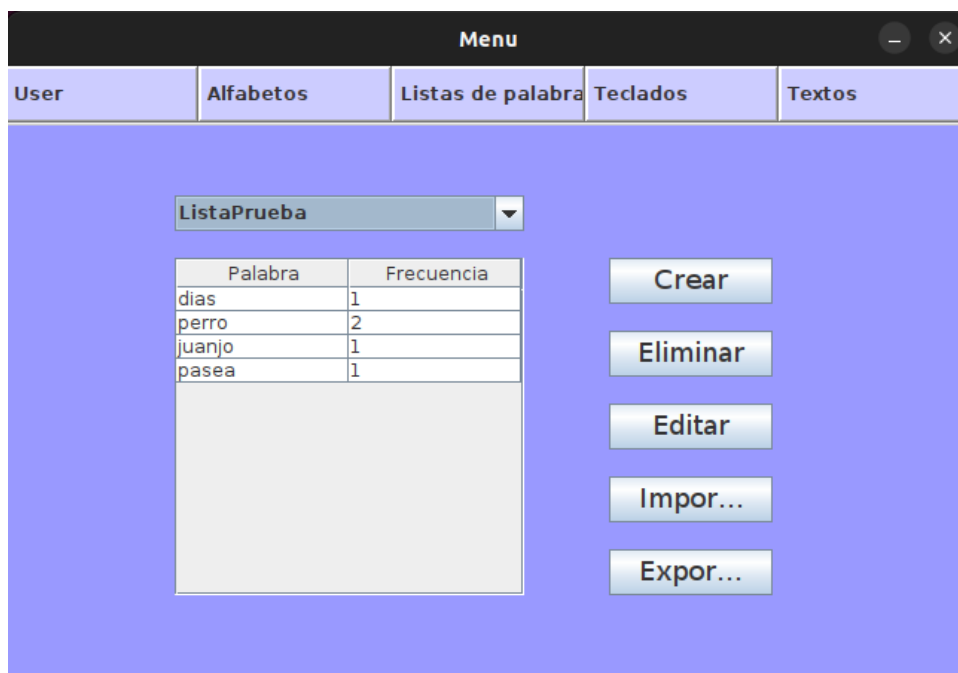 Menu
User Alfabetos Listas de palabra Teclados Textos
ListaPrueba
Palabra Frecuencia
dias 1
perro 2
juanjo 1
pasea 1
Crear
Eliminar
Editar
Impor...
Expor...